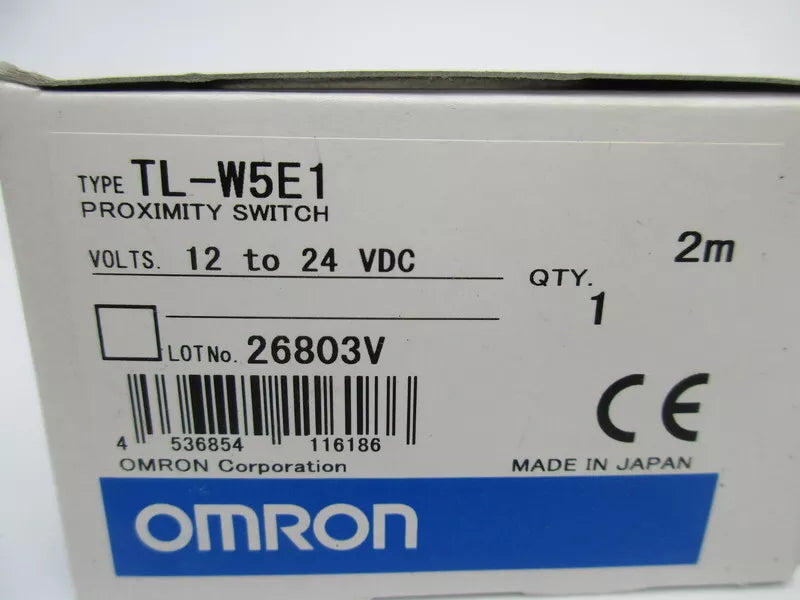 TYPE TL-W5E1
PROXIMITY SWITCH
VOLTS. 12 to 24 VDC
2m
QTY. 1
LOT No. 26803V
4 536854 116186
CE
OMRON Corporation
MADE IN JAPAN
OMRON